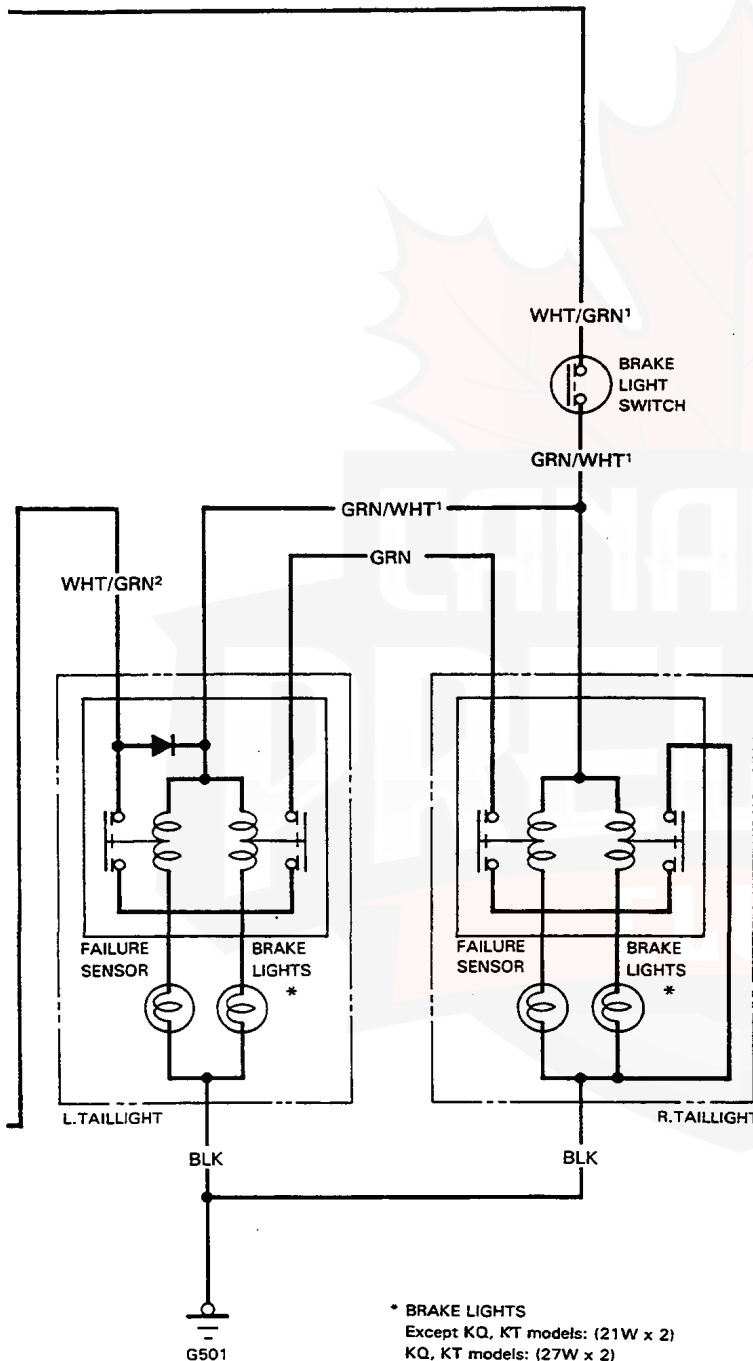 WHT/GRN¹
BRAKE
LIGHT
SWITCH
GRN/WHT¹
GRN/WHT¹
GRN
WHT/GRN²
FAILURE
SENSOR
BRAKE
LIGHTS
*
FAILURE
SENSOR
BRAKE
LIGHTS
*
L.TAILLIGHT
R.TAILLIGHT
BLK
BLK
G501
* BRAKE LIGHTS
Except KQ, KT models: (21W x 2)
KQ, KT models: (27W x 2)